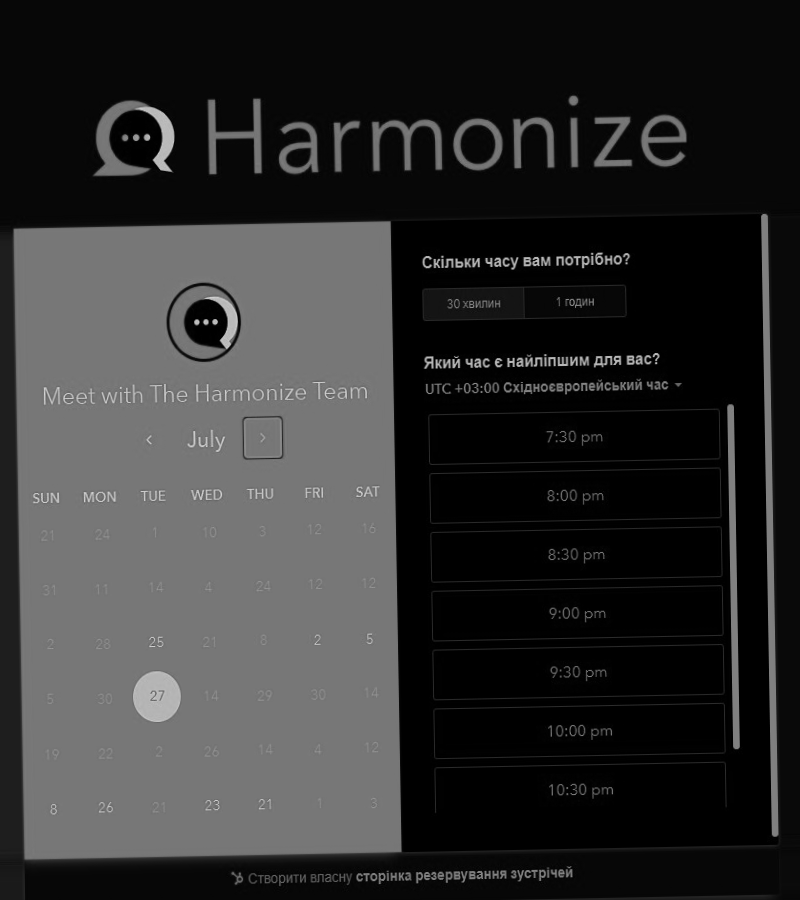 Harmonize
Meet with The Harmonize Team
July
SUN MON TUE WED THU FRI SAT
21 24 1 10 3 12 16
31 11 14 4 24 12 12
2 28 25 21 8 2 5
5 30 27 14 29 30 14
19 22 2 26 14 4 12
8 26 21 23 21 1 3
Скільки часу вам потрібно?
30 хвилин 1 годин
Який час є найліпшим для вас?
UTC +03:00 Східноєвропейський час
7:30 pm
8:00 pm
8:30 pm
9:00 pm
9:30 pm
10:00 pm
10:30 pm
Створити власну сторінка резервування зустрічей